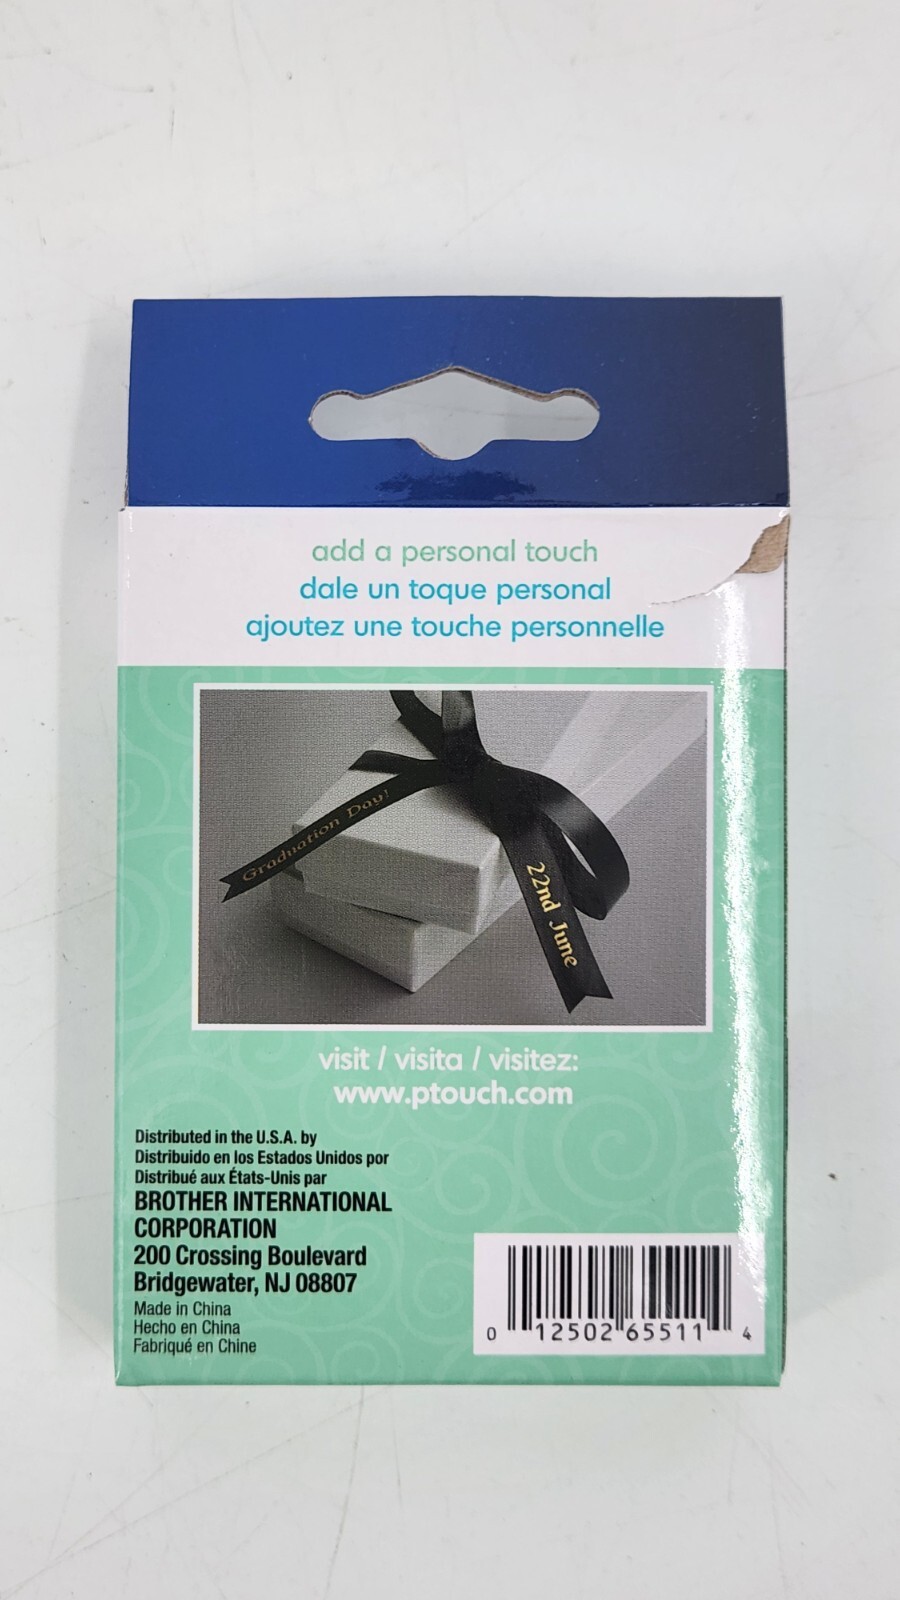 add a personal touch
dale un toque personal
ajoutez une touche personnelle
Graduation Day!
22nd June
visit / visita / visitez:
www.ptouch.com
Distributed in the U.S.A. by
Distribuido en los Estados Unidos por
Distribué aux États-Unis par
BROTHER INTERNATIONAL
CORPORATION
200 Crossing Boulevard
Bridgewater, NJ 08807
Made in China
Hecho en China
Fabriqué en Chine
0 12502 65511 4